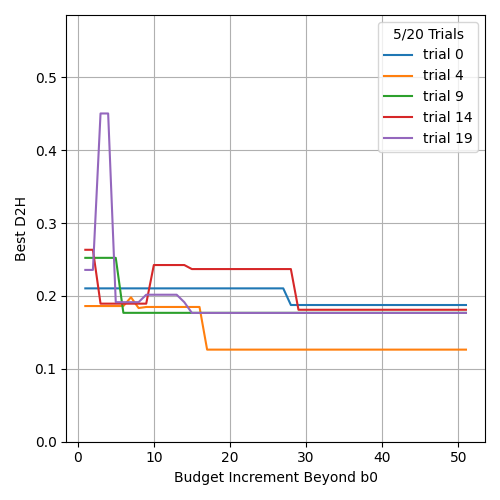 5/20 Trials
trial 0
trial 4
trial 9
trial 14
trial 19
Best D2H
0.5
0.4
0.3
0.2
0.1
0.0
0 10 20 30 40 50
Budget Increment Beyond b0